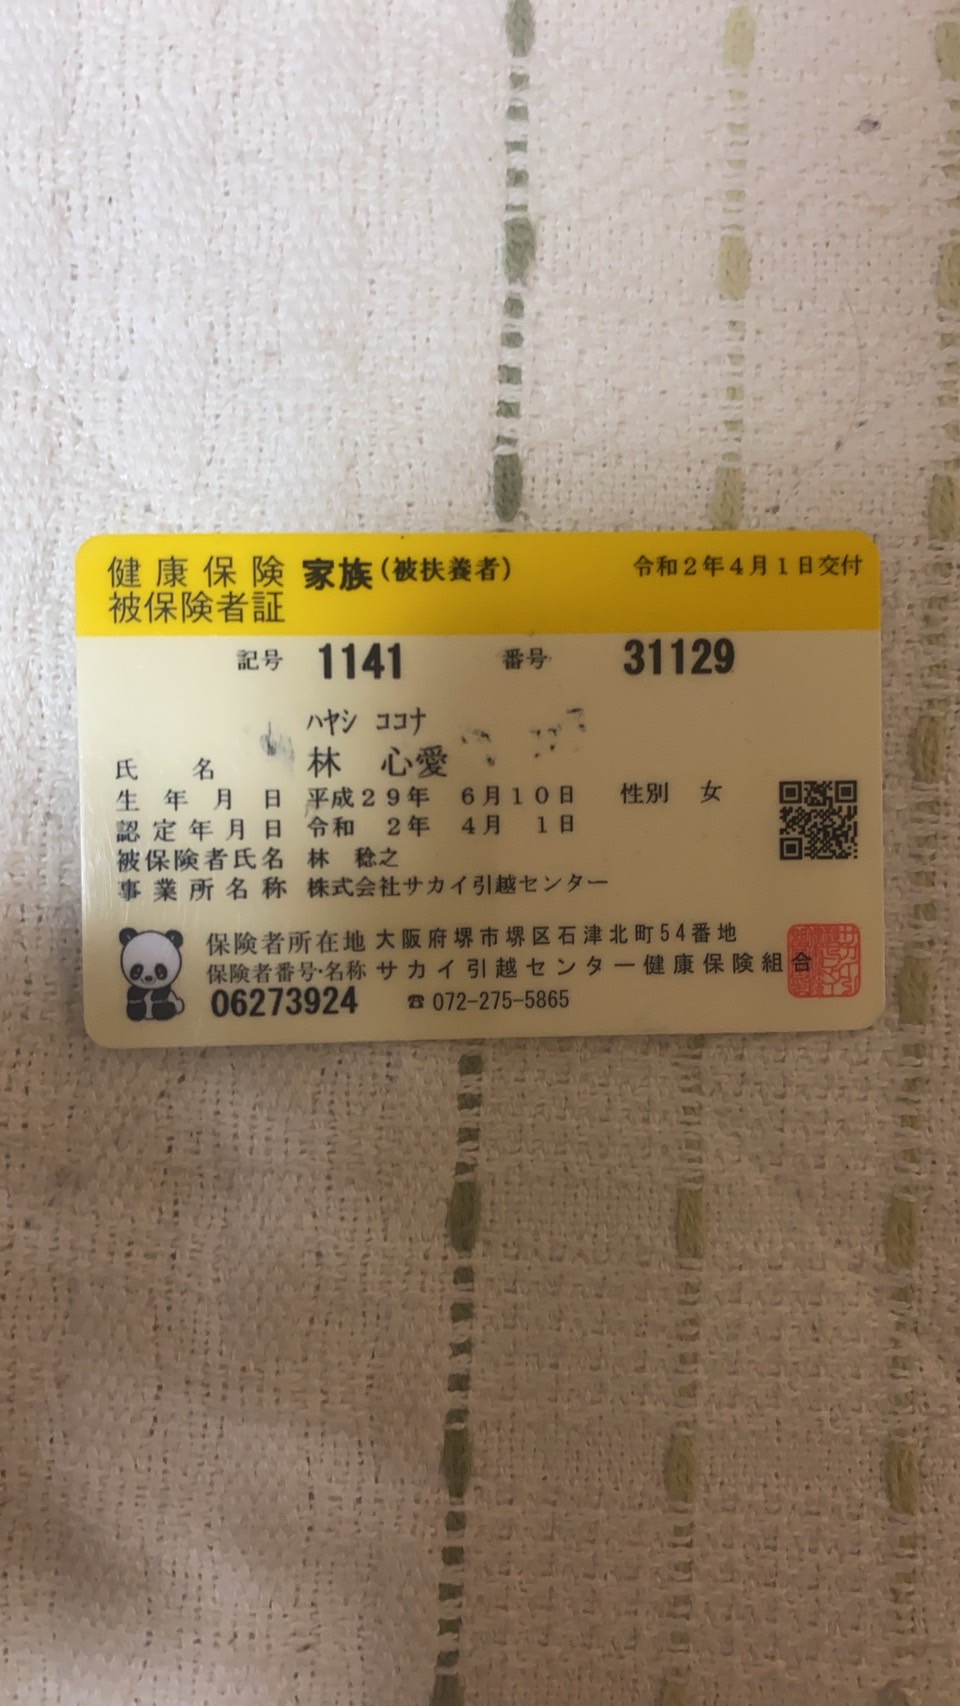 健康保険 家族(被扶養者) 令和2年4月1日交付
被保険者証
記号 1141 番号 31129
ハヤシ ココナ
氏名 林 心愛
生年月日 平成29年 6月10日 性別 女
認定年月日 令和 2年 4月 1日
被保険者氏名 林 稔之
事業所名称 株式会社サカイ引越センター
保険者所在地 大阪府堺市堺区石津北町54番地
保険者番号・名称 サカイ引越センター健康保険組合
06273924 ☎072-275-5865